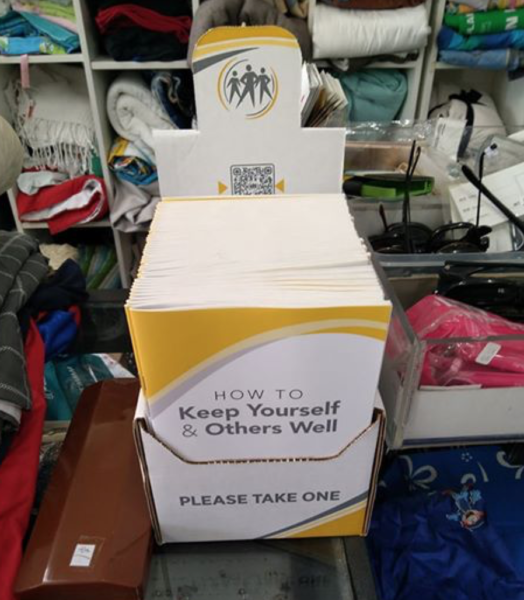 HOW TO
Keep Yourself
& Others Well
PLEASE TAKE ONE